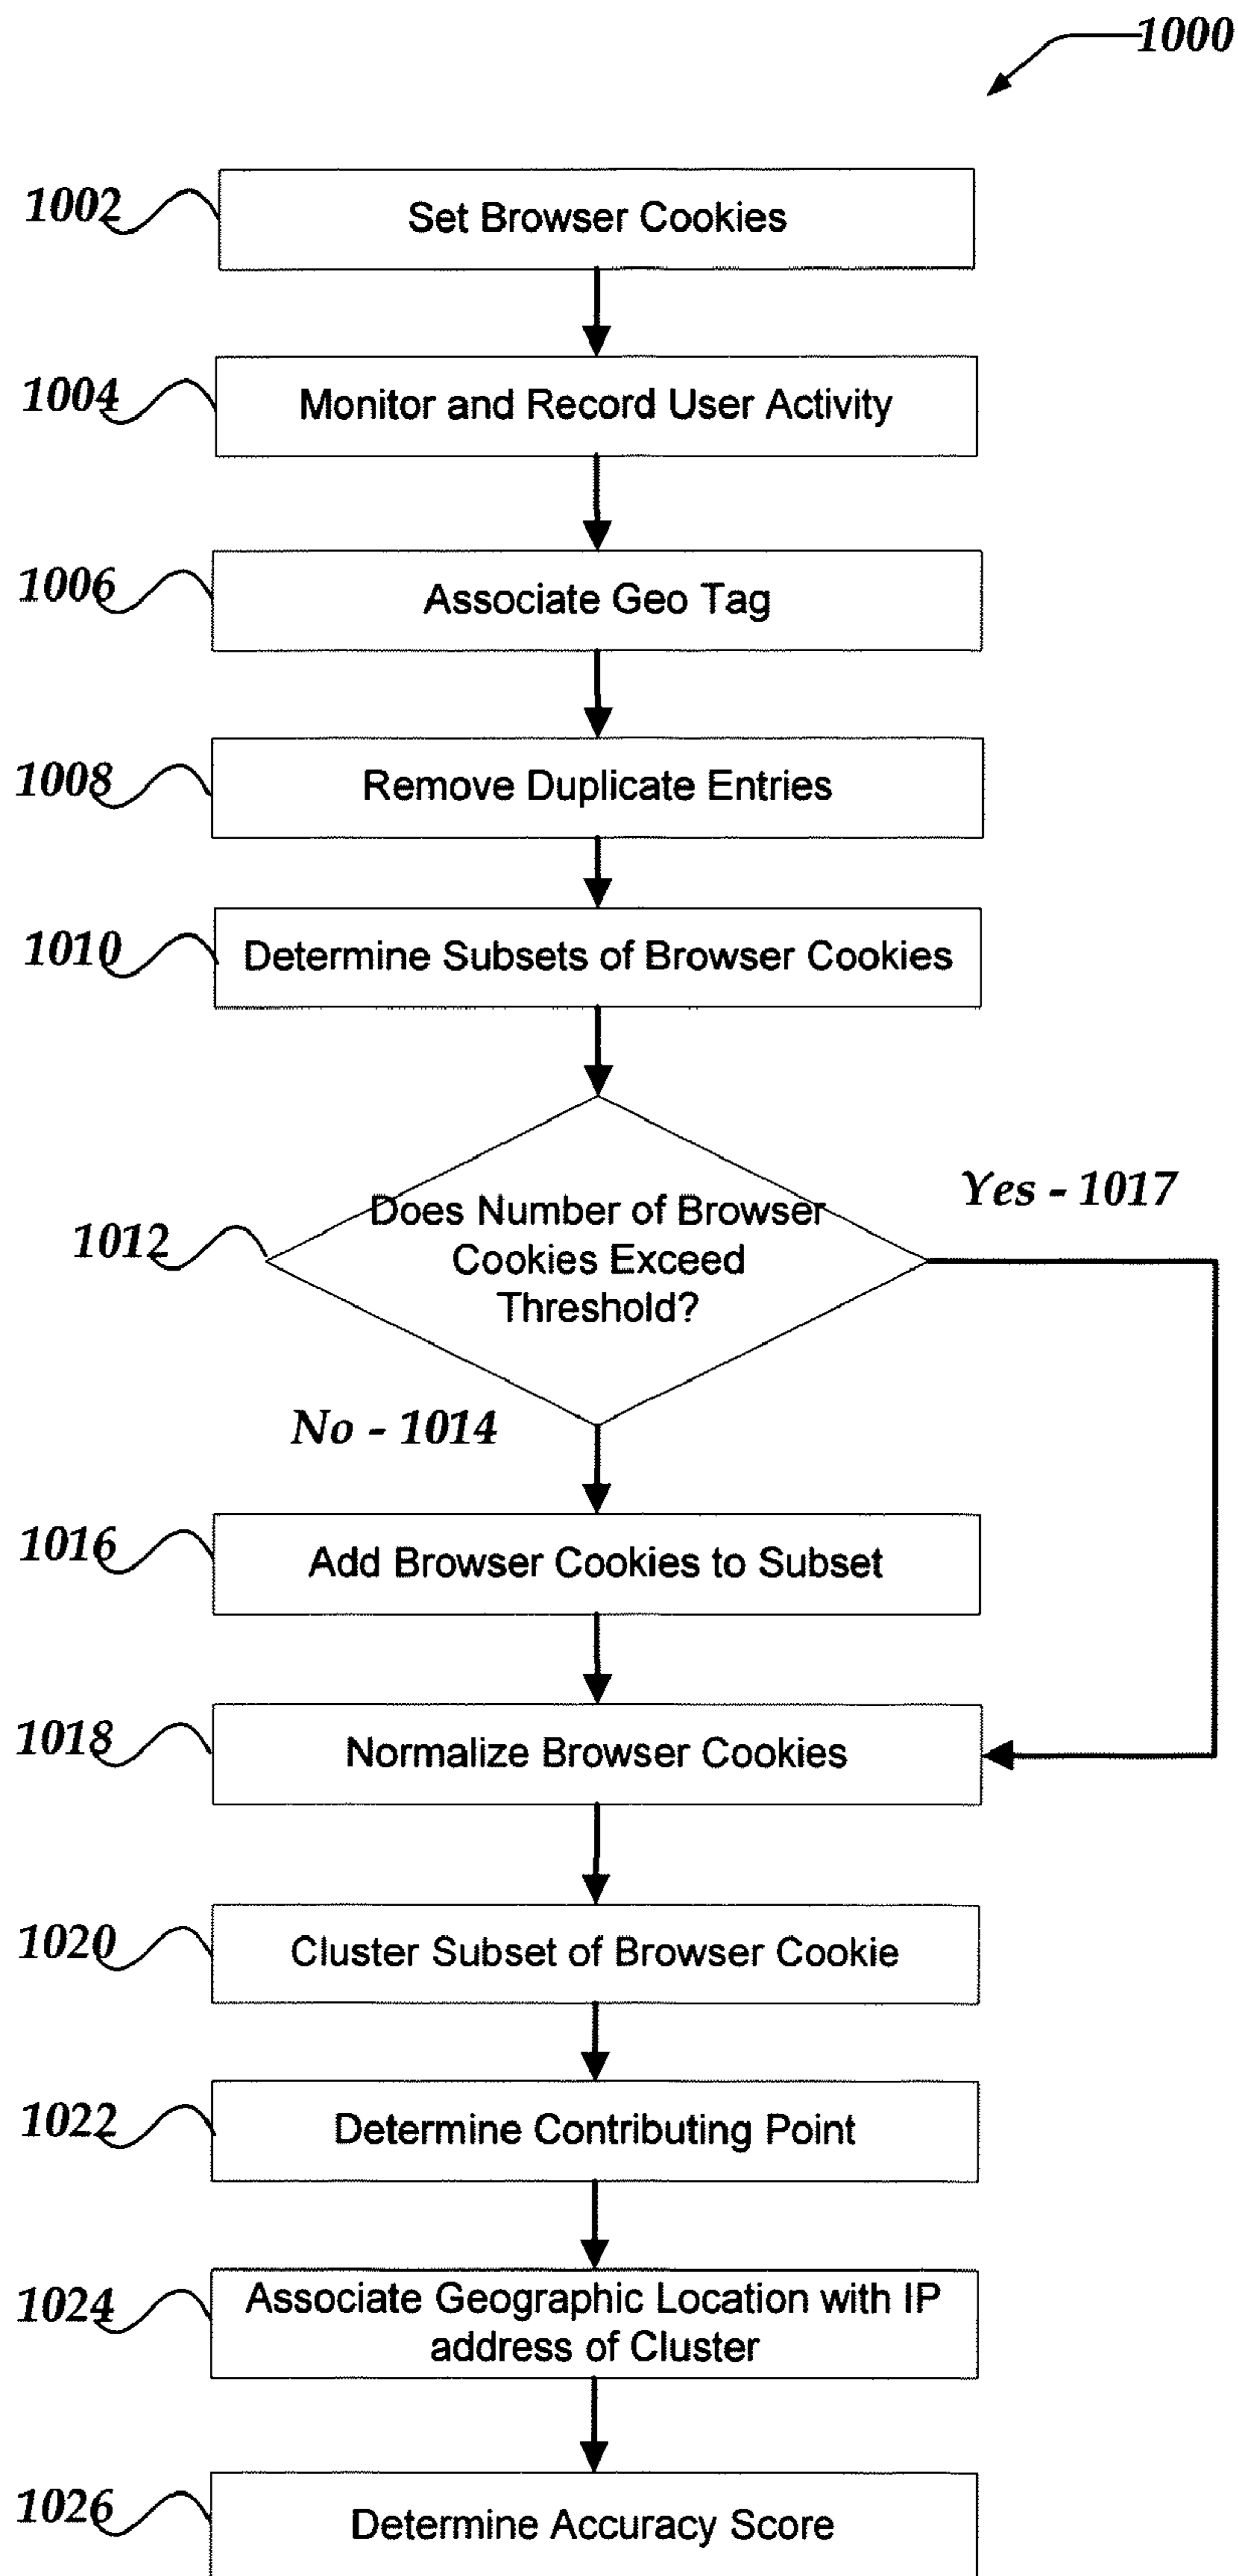 1000
1002
Set Browser Cookies
1004
Monitor and Record User Activity
1006
Associate Geo Tag
1008
Remove Duplicate Entries
1010
Determine Subsets of Browser Cookies
Yes - 1017
1012
Does Number of Browser
Cookies Exceed
Threshold?
No - 1014
1016
Add Browser Cookies to Subset
1018
Normalize Browser Cookies
1020
Cluster Subset of Browser Cookie
1022
Determine Contributing Point
1024
Associate Geographic Location with IP
address of Cluster
1026
Determine Accuracy Score